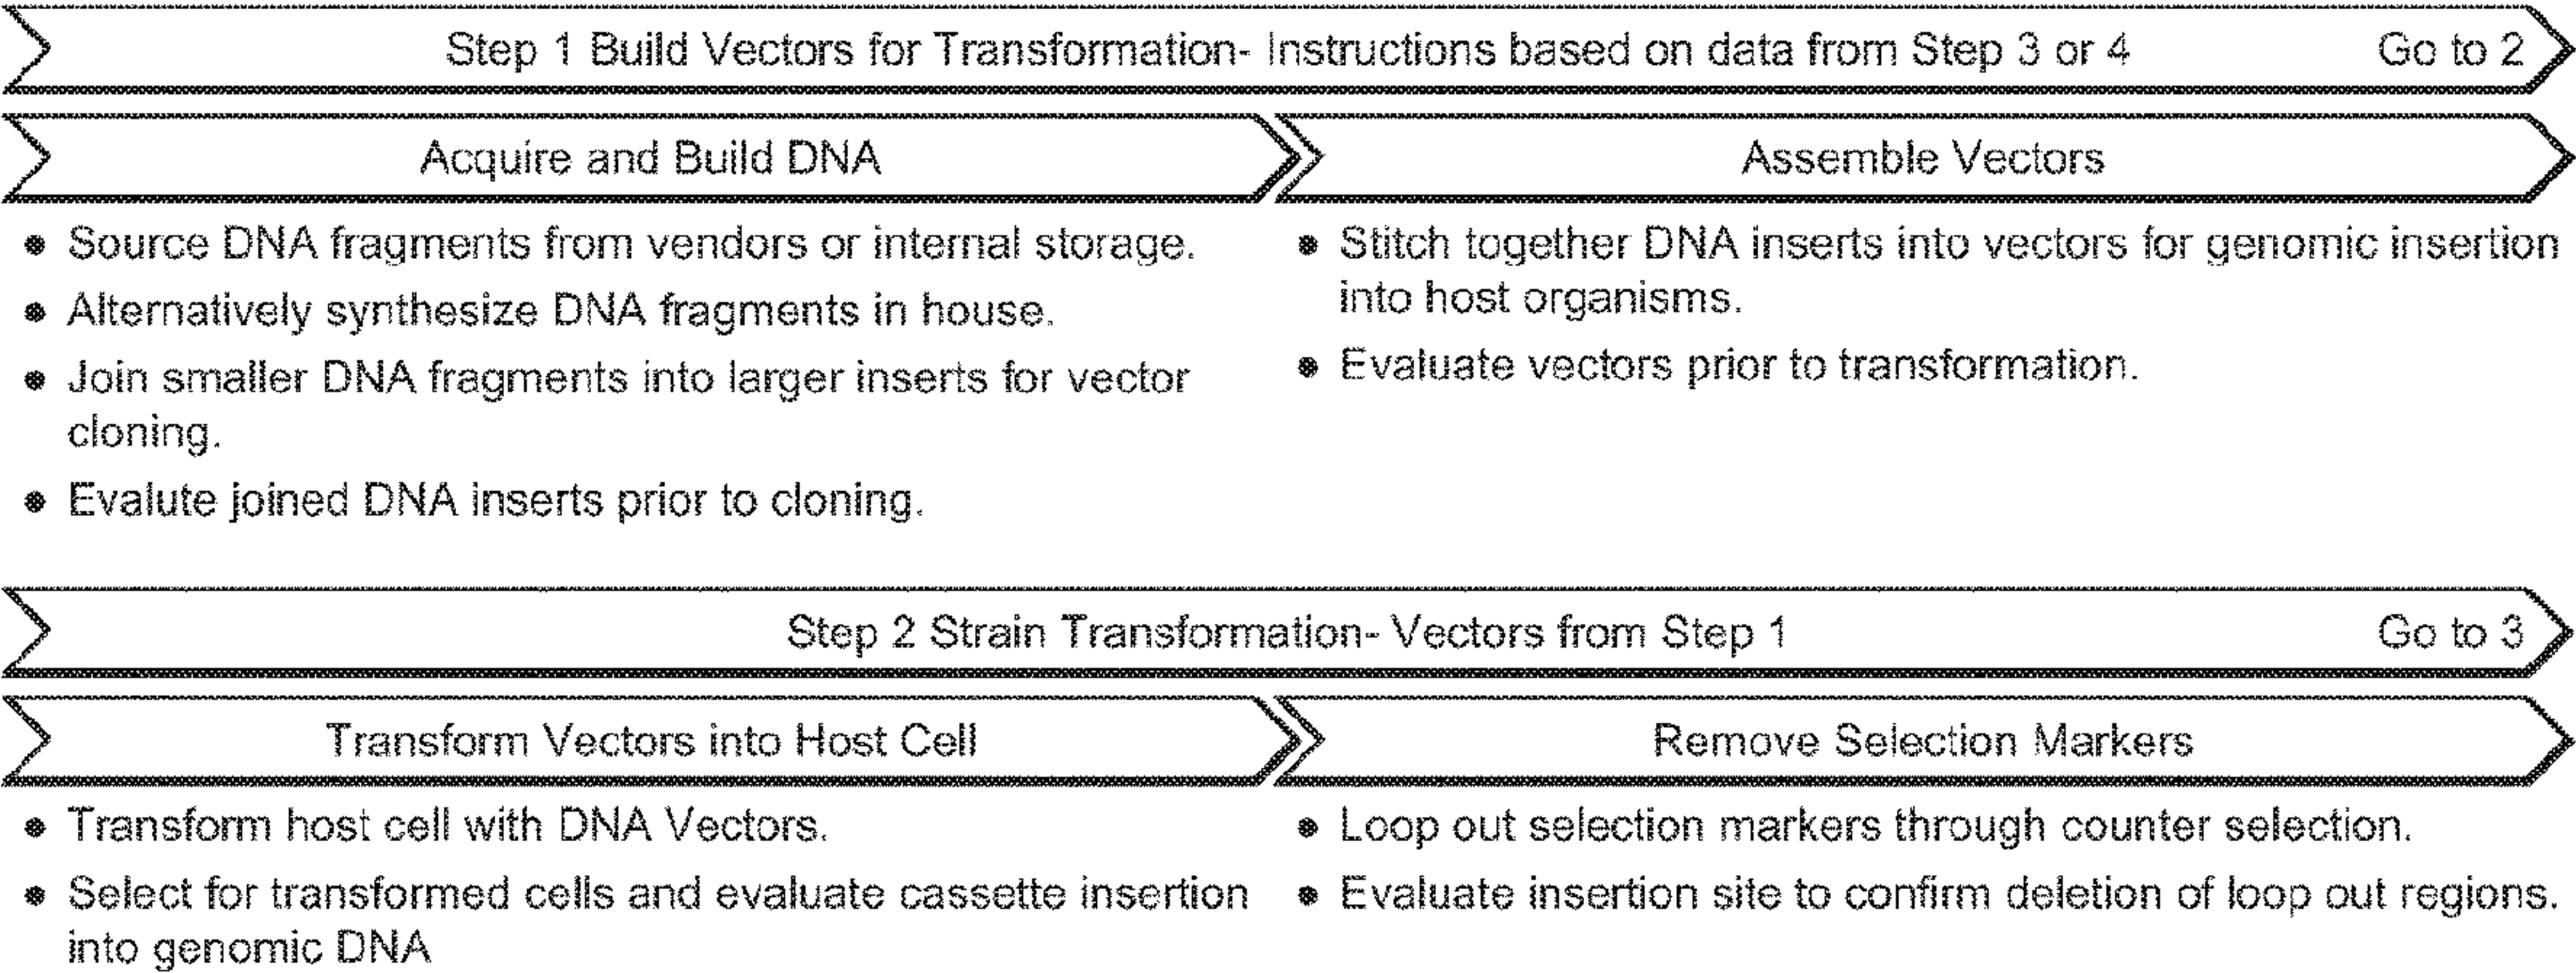 Step 1 Build Vectors for Transformation- Instructions based on data from Step 3 or 4 Go to 2
Acquire and Build DNA
● Source DNA fragments from vendors or internal storage.
● Alternatively synthesize DNA fragments in house.
● Join smaller DNA fragments into larger inserts for vector
cloning.
● Evalute joined DNA inserts prior to cloning.
Assemble Vectors
● Stitch together DNA inserts into vectors for genomic insertion
into host organisms.
● Evaluate vectors prior to transformation.
Step 2 Strain Transformation- Vectors from Step 1 Go to 3
Transform Vectors into Host Cell
● Transform host cell with DNA Vectors.
● Select for transformed cells and evaluate cassette insertion
into genomic DNA
Remove Selection Markers
● Loop out selection markers through counter selection.
● Evaluate insertion site to confirm deletion of loop out regions.